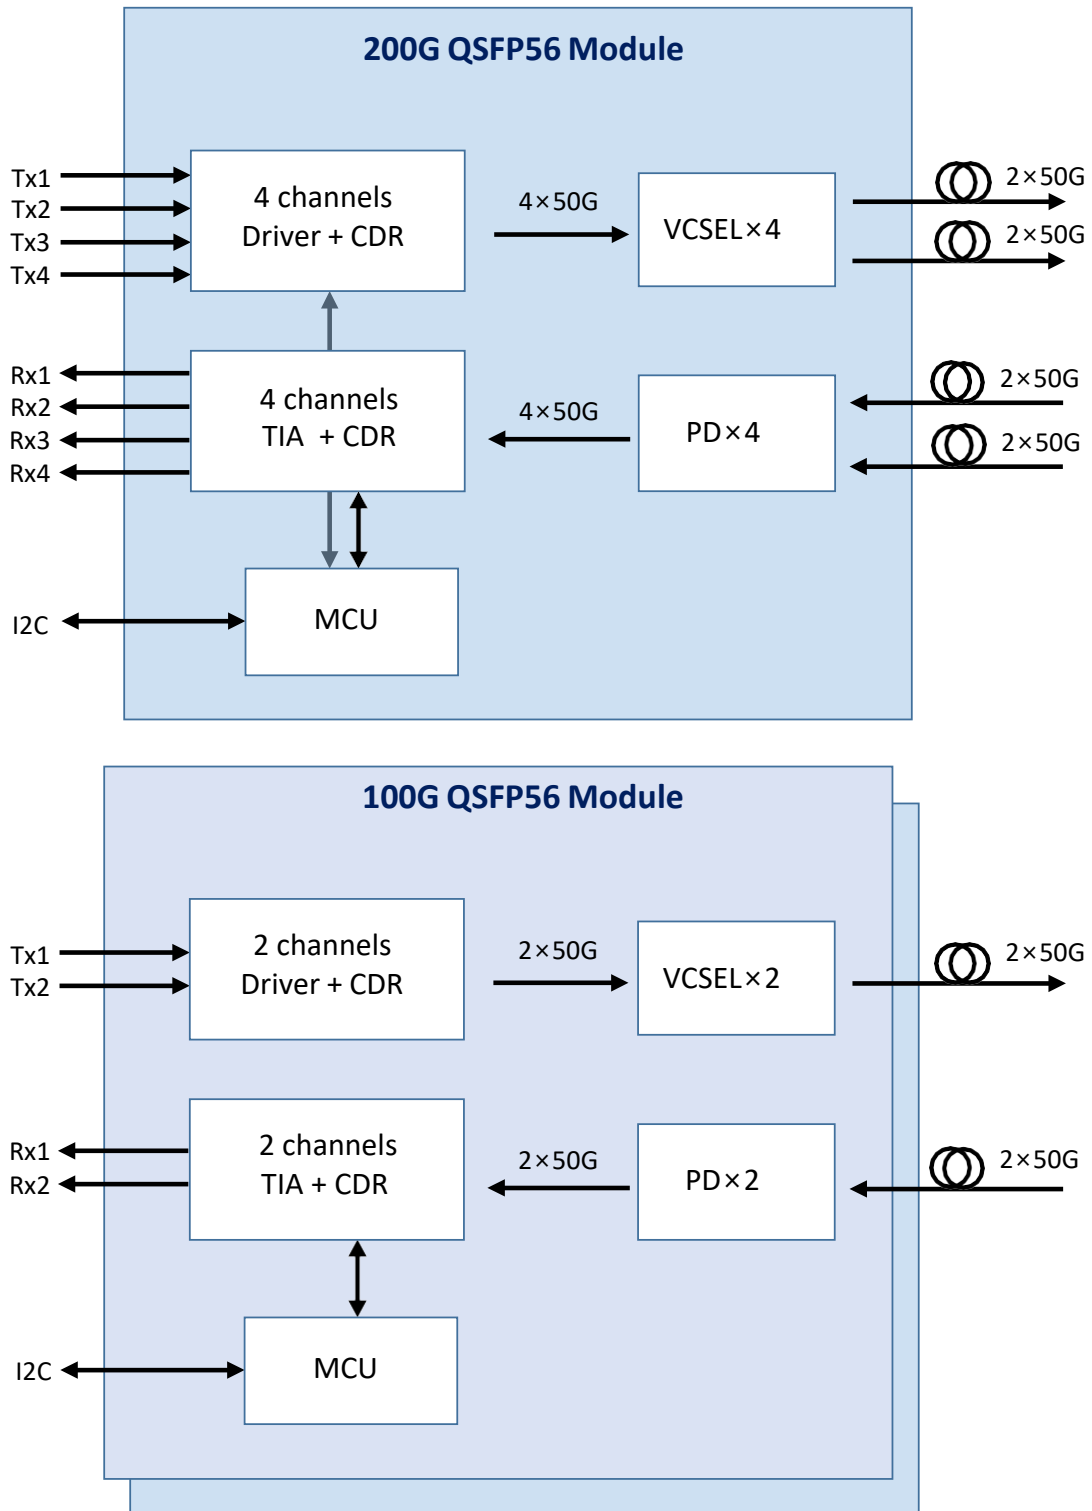 200G QSFP56 Module
Tx1
Tx2
Tx3
Tx4
4 channels
Driver + CDR
4×50G
VCSEL×4
2×50G
2×50G
Rx1
Rx2
Rx3
Rx4
4 channels
TIA + CDR
4×50G
PD×4
2×50G
2×50G
I2C
MCU
100G QSFP56 Module
Tx1
Tx2
2 channels
Driver + CDR
2×50G
VCSEL×2
2×50G
Rx1
Rx2
2 channels
TIA + CDR
2×50G
PD×2
2×50G
I2C
MCU